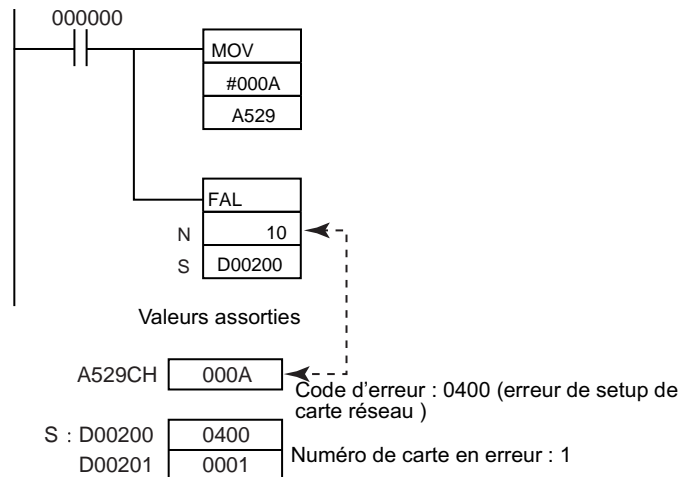 000000
MOV
#000A
A529
FAL
N 10
S D00200
Valeurs assorties
A529CH 000A
Code d'erreur : 0400 (erreur de setup de
carte réseau )
S : D00200 0400
D00201 0001
Numéro de carte en erreur : 1